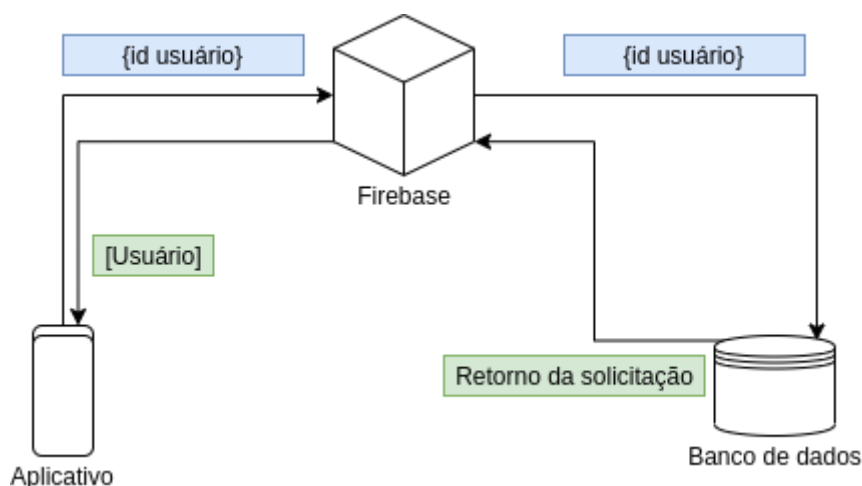 {id usuário}
{id usuário}
Firebase
[Usuário]
Retorno da solicitação
Banco de dados
Aplicativo